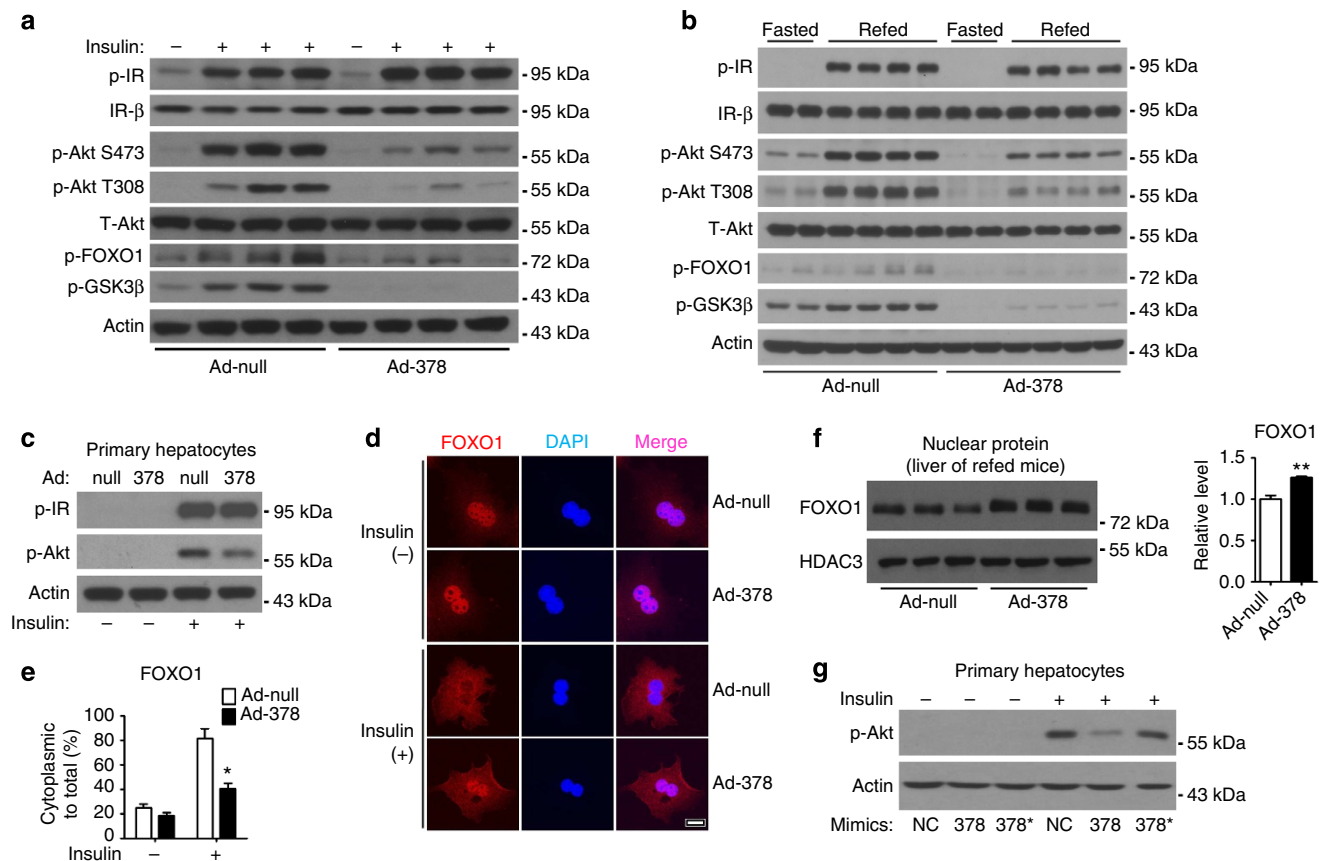 a
Insulin: – + + + – + + +
p-IR - 95 kDa
IR-β - 95 kDa
p-Akt S473 - 55 kDa
p-Akt T308 - 55 kDa
T-Akt - 55 kDa
p-FOXO1 - 72 kDa
p-GSK3β - 43 kDa
Actin - 43 kDa
Ad-null Ad-378
b
Fasted Refed Fasted Refed
p-IR - 95 kDa
IR-β - 95 kDa
p-Akt S473 - 55 kDa
p-Akt T308 - 55 kDa
T-Akt - 55 kDa
p-FOXO1 - 72 kDa
p-GSK3β - 43 kDa
Actin - 43 kDa
Ad-null Ad-378
c
Primary hepatocytes
Ad: null 378 null 378
p-IR - 95 kDa
p-Akt - 55 kDa
Actin - 43 kDa
Insulin: – – + +
d
FOXO1 DAPI Merge
Insulin
(–)
Ad-null
Ad-378
Insulin
(+)
Ad-null
Ad-378
e
FOXO1
Ad-null
Ad-378
Cytoplasmic
to total (%)
100
80
60
40
20
0
*
Insulin – +
f
Nuclear protein
(liver of refed mice)
FOXO1 - 72 kDa
- 55 kDa
HDAC3
Ad-null Ad-378
FOXO1
Relative level
1.5
1.0
0.5
0.0
**
Ad-null
Ad-378
g
Primary hepatocytes
Insulin – – – + + +
p-Akt - 55 kDa
Actin - 43 kDa
Mimics: NC 378 378* NC 378 378*